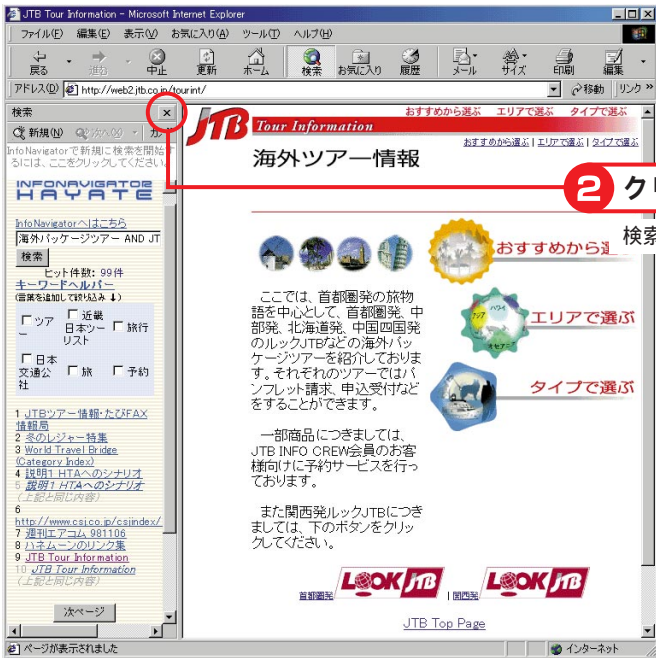 JTB Tour Information - Microsoft Internet Explorer
ファイル(F) 編集(E) 表示(V) お気に入り(A) ツール(T) ヘルプ(H)
戻る 進む 中止 更新 ホーム 検索 お気に入り 履歴 メール サイズ 印刷 編集
アドレス(D) http://web2.jtb.co.jp/tourint/ 移動 リンク »
検索
新規(N) 次へ(X)
InfoNavigatorで新規に検索を開始す
るには、ここをクリックしてください。
INFONAVIGATOR
HAYATE
InfoNavigatorへはこちら
海外パッケージツアー AND JT
検索
ヒット件数: 99件
キーワードヘルパー
(言葉を追加して絞り込み ↓)
ツアー 近畿日本ツーリスト 旅行
日本交通公社 旅 予約
1 JTBツアー情報・たびFAX
情報局
2 冬のレジャー特集
3 World Travel Bridge
(Category Index)
4 説明1 HTAへのシナリオ
5 説明1 HTAへのシナリオ
(上記と同じ内容)
6
http://www.csj.co.jp/csjindex/
7 週刊エアコム 981106
8 ハネムーンのリンク集
9 JTB Tour Information
10 JTB Tour Information
(上記と同じ内容)
次ページ
おすすめから選ぶ エリアで選ぶ タイプで選ぶ
JTB Tour Information
おすすめから選ぶ | エリアで選ぶ | タイプで選ぶ
海外ツアー情報
2 ク
検索
おすすめから選
アジア ハワイ オセアニア
エリアで選ぶ
タイプで選ぶ
ここでは、首都圏発の旅物
語を中心として、首都圏発、中
部発、北海道発、中国四国発
のルックJTBなどの海外パッ
ケージツアーを紹介しておりま
す。それぞれのツアーではパ
ンフレット請求、申込受付など
をすることができます。
一部商品につきましては、
JTB INFO CREW会員のお客
様向けに予約サービスを行っ
ております。
また関西発ルックJTBにつき
ましては、下のボタンをクリッ
クしてください。
首都圏発 LOOK JTB | 関西発 LOOK JTB
JTB Top Page
ページが表示されました インターネット